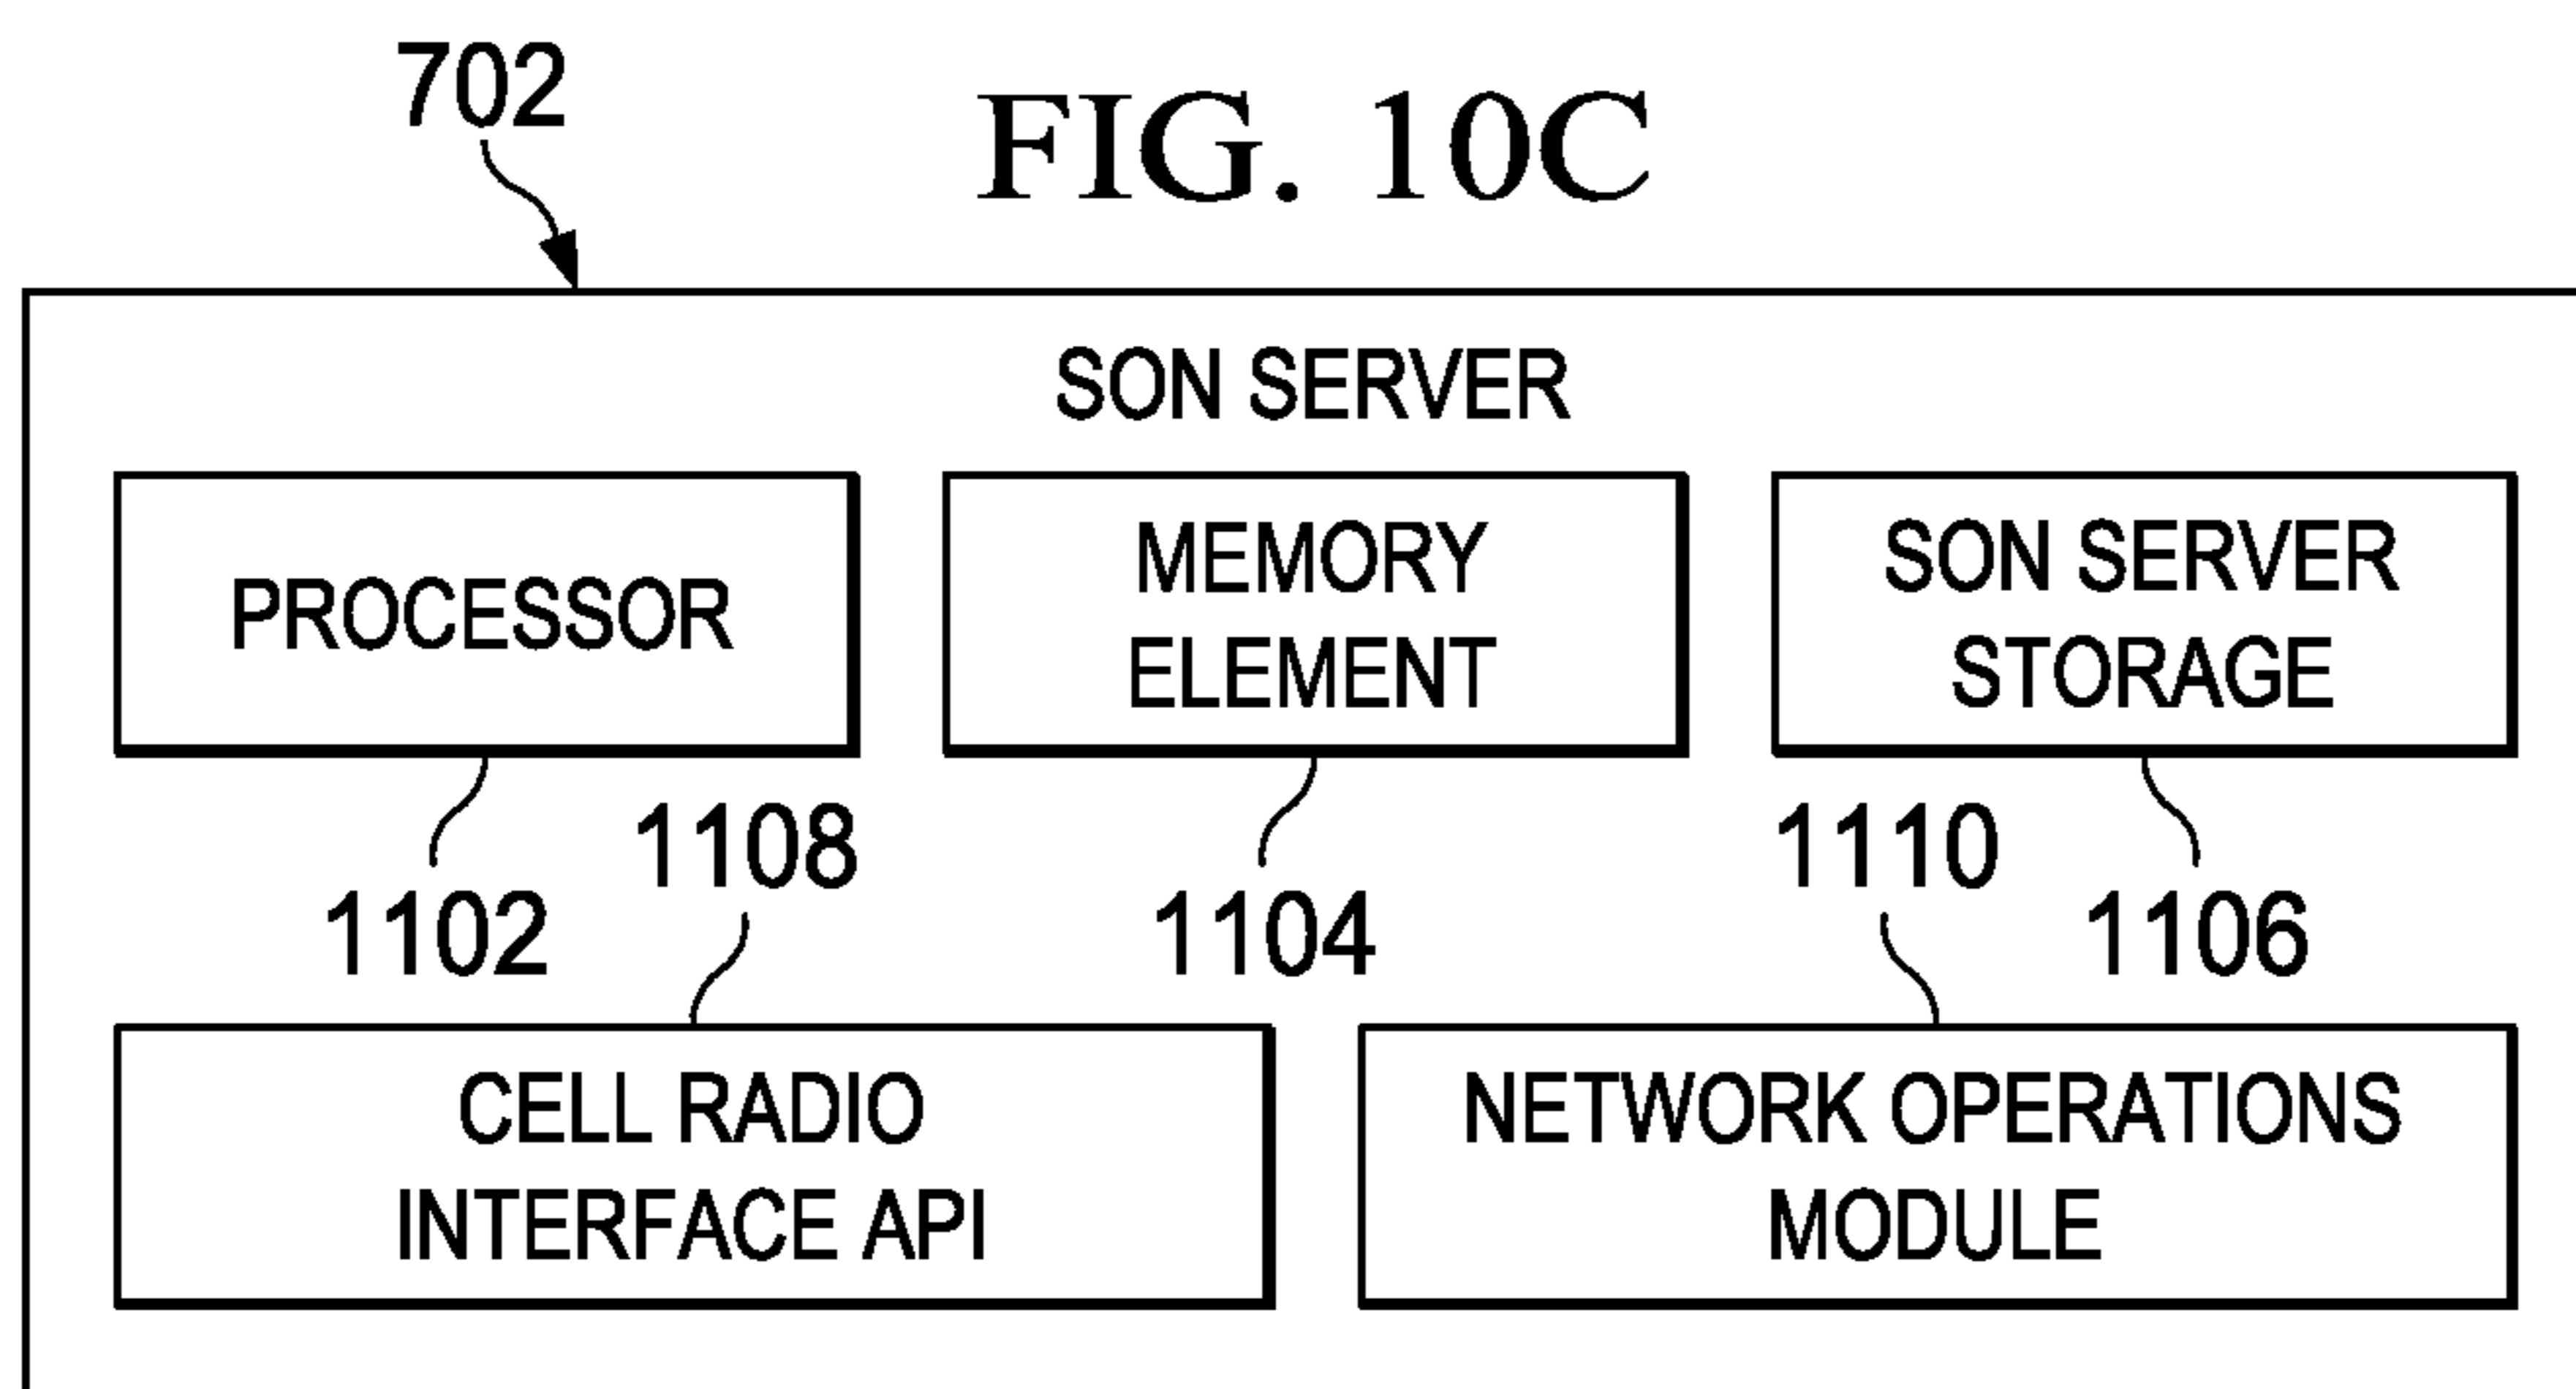 702
FIG. 10C
SON SERVER
PROCESSOR
MEMORY
ELEMENT
SON SERVER
STORAGE
1102
1108
1104
1110
1106
CELL RADIO
INTERFACE API
NETWORK OPERATIONS
MODULE